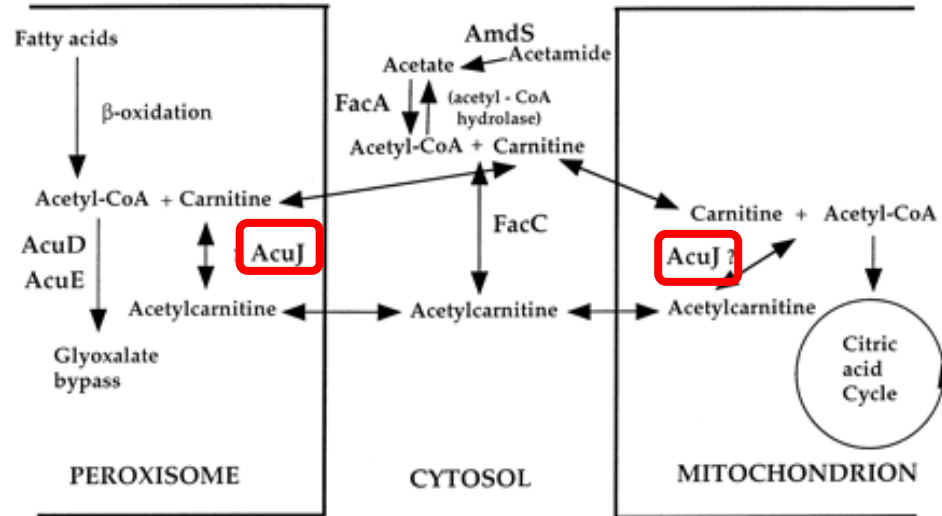 Fatty acids
β-oxidation
Acetyl-CoA + Carnitine
AcuD
AcuE
AcuJ
Acetylcarnitine
Glyoxalate
bypass
PEROXISOME
AmdS
Acetate
Acetamide
FacA
(acetyl - CoA
hydrolase)
Acetyl-CoA + Carnitine
FacC
Acetylcarnitine
CYTOSOL
Carnitine + Acetyl-CoA
AcuJ ?
Acetylcarnitine
Citric
acid
Cycle
MITOCHONDRION